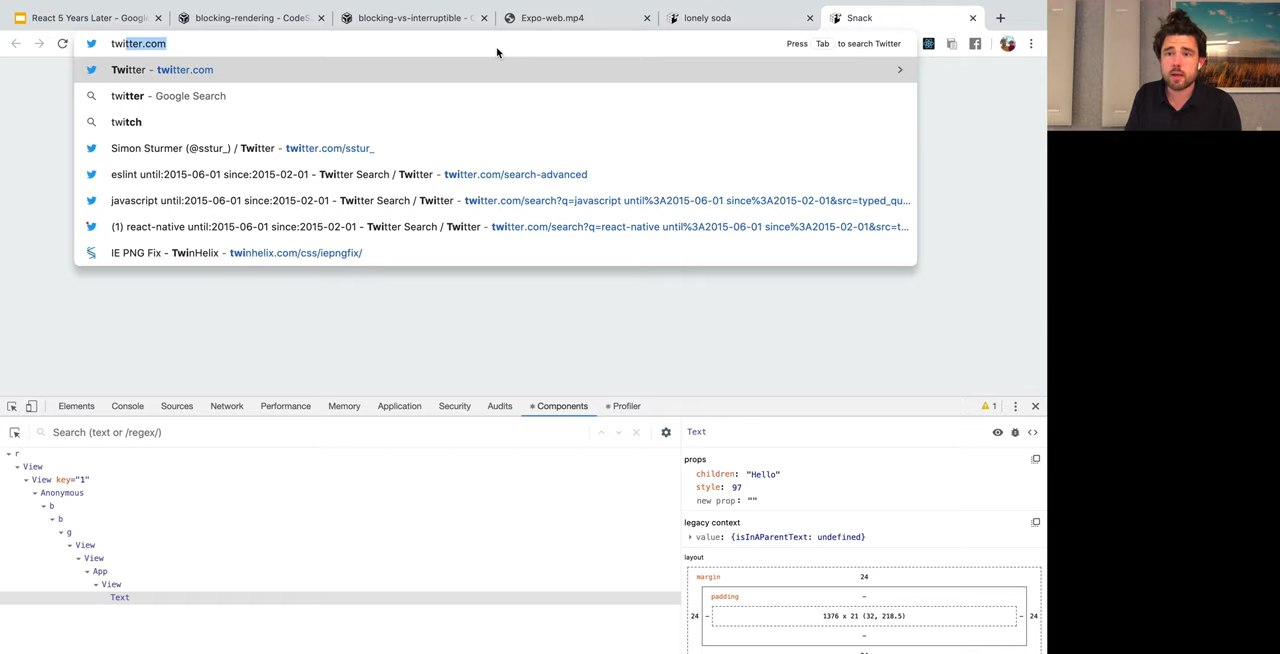 React 5 Years Later - Google
blocking-rendering - CodeS
blocking-vs-interruptible - C
Expo-web.mp4
lonely soda
Snack
twitter.com
Press Tab to search Twitter
Twitter - twitter.com
twitter - Google Search
twitch
Simon Sturmer (@sstur_) / Twitter - twitter.com/sstur_
eslint until:2015-06-01 since:2015-02-01 - Twitter Search / Twitter - twitter.com/search-advanced
javascript until:2015-06-01 since:2015-02-01 - Twitter Search / Twitter - twitter.com/search?q=javascript until%3A2015-06-01 since%3A2015-02-01&src=typed_qu...
(1) react-native until:2015-06-01 since:2015-02-01 - Twitter Search / Twitter - twitter.com/search?q=react-native until%3A2015-06-01 since%3A2015-02-01&src=t...
IE PNG Fix - TwinHelix - twinhelix.com/css/iepngfix/
Elements Console Sources Network Performance Memory Application Security Audits Components Profiler 1
Search (text or /regex/)
r
View
View key="1"
Anonymous
b
b
g
View
View
App
View
Text
Text
props
children: "Hello"
style: 97
new prop: ""
legacy context
value: {isInAParentText: undefined}
layout
margin 24
padding –
24 – 1376 x 21 (32, 218.5) – 24
–